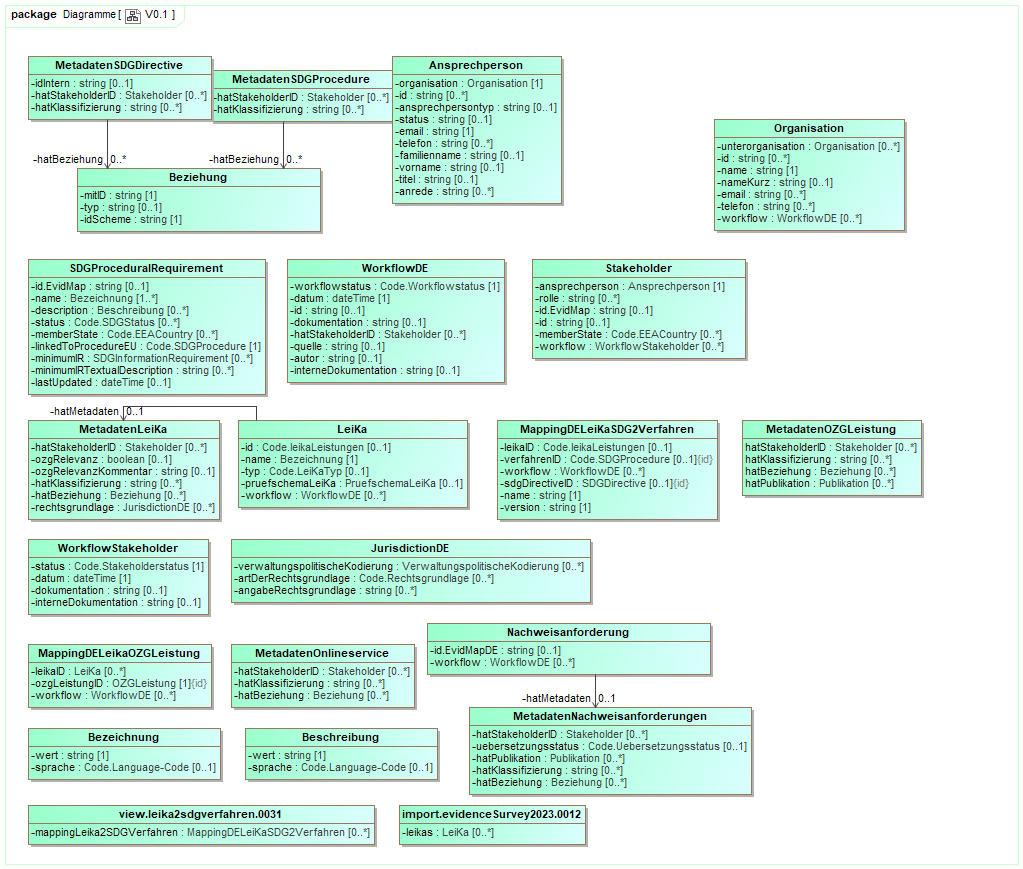 package Diagramme [ V0.1 ]
MetadatenSDGDirective
-idIntern : string [0..1]
-hatStakeholderID : Stakeholder [0..*]
-hatKlassifizierung : string [0..*]
MetadatenSDGProcedure
-hatStakeholderID : Stakeholder [0..*]
-hatKlassifizierung : string [0..*]
Ansprechperson
-organisation : Organisation [1]
-id : string [0..*]
-ansprechpersontyp : string [0..1]
-status : string [0..1]
-email : string [1]
-telefon : string [0..*]
-familienname : string [0..1]
-vorname : string [0..1]
-titel : string [0..1]
-anrede : string [0..*]
Organisation
-unterorganisation : Organisation [0..*]
-id : string [0..*]
-name : string [1]
-nameKurz : string [0..1]
-email : string [0..*]
-telefon : string [0..*]
-workflow : WorkflowDE [0..*]
-hatBeziehung 0..*
-hatBeziehung 0..*
Beziehung
-mitID : string [1]
-typ : string [0..1]
-idScheme : string [1]
SDGProceduralRequirement
-id.EvidMap : string [0..1]
-name : Bezeichnung [1..*]
-description : Beschreibung [0..*]
-status : Code.SDGStatus [0..*]
-memberState : Code.EEACountry [0..*]
-linkedToProcedureEU : Code.SDGProcedure [1]
-minimumIR : SDGInformationRequirement [0..*]
-minimumIRTextualDescription : string [0..*]
-lastUpdated : dateTime [0..1]
WorkflowDE
-workflowstatus : Code.Workflowstatus [1]
-datum : dateTime [1]
-id : string [0..1]
-dokumentation : string [0..1]
-hatStakeholderID : Stakeholder [0..*]
-quelle : string [0..1]
-autor : string [0..1]
-interneDokumentation : string [0..1]
Stakeholder
-ansprechperson : Ansprechperson [1]
-rolle : string [0..*]
-id.EvidMap : string [0..1]
-id : string [0..1]
-memberState : Code.EEACountry [0..*]
-workflow : WorkflowStakeholder [0..*]
-hatMetadaten 0..1
MetadatenLeiKa
-hatStakeholderID : Stakeholder [0..*]
-ozgRelevanz : boolean [0..1]
-ozgRelevanzKommentar : string [0..1]
-hatKlassifizierung : string [0..*]
-hatBeziehung : Beziehung [0..*]
-rechtsgrundlage : JurisdictionDE [0..*]
LeiKa
-id : Code.leikaLeistungen [0..1]
-name : Bezeichnung [1]
-typ : Code.LeiKaTyp [0..1]
-pruefschemaLeiKa : PruefschemaLeiKa [0..1]
-workflow : WorkflowDE [0..*]
MappingDELeiKaSDG2Verfahren
-leikaID : Code.leikaLeistungen [0..1]
-verfahrenID : Code.SDGProcedure [0..1]{id}
-workflow : WorkflowDE [0..*]
-sdgDirectiveID : SDGDirective [0..1]{id}
-name : string [1]
-version : string [1]
MetadatenOZGLeistung
hatStakeholderID : Stakeholder [0..*]
hatKlassifizierung : string [0..*]
hatBeziehung : Beziehung [0..*]
hatPublikation : Publikation [0..*]
WorkflowStakeholder
-status : Code.Stakeholderstatus [1]
-datum : dateTime [1]
-dokumentation : string [0..1]
-interneDokumentation : string [0..1]
JurisdictionDE
-verwaltungspolitischeKodierung : VerwaltungspolitischeKodierung [0..*]
-artDerRechtsgrundlage : Code.Rechtsgrundlage [0..*]
-angabeRechtsgrundlage : string [0..*]
MappingDELeikaOZGLeistung
-leikaID : LeiKa [0..*]
-ozgLeistungID : OZGLeistung [1]{id}
-workflow : WorkflowDE [0..*]
MetadatenOnlineservice
-hatStakeholderID : Stakeholder [0..*]
-hatKlassifizierung : string [0..*]
-hatBeziehung : Beziehung [0..*]
Nachweisanforderung
-id.EvidMapDE : string [0..1]
-workflow : WorkflowDE [0..*]
-hatMetadaten 0..1
MetadatenNachweisanforderungen
-hatStakeholderID : Stakeholder [0..*]
-uebersetzungsstatus : Code.Uebersetzungsstatus [0..1]
-hatPublikation : Publikation [0..*]
-hatKlassifizierung : string [0..*]
-hatBeziehung : Beziehung [0..*]
Bezeichnung
-wert : string [1]
-sprache : Code.Language-Code [0..1]
Beschreibung
-wert : string [1]
-sprache : Code.Language-Code [0..1]
view.leika2sdgverfahren.0031
-mappingLeika2SDGVerfahren : MappingDELeiKaSDG2Verfahren [0..*]
import.evidenceSurvey2023.0012
-leikas : LeiKa [0..*]